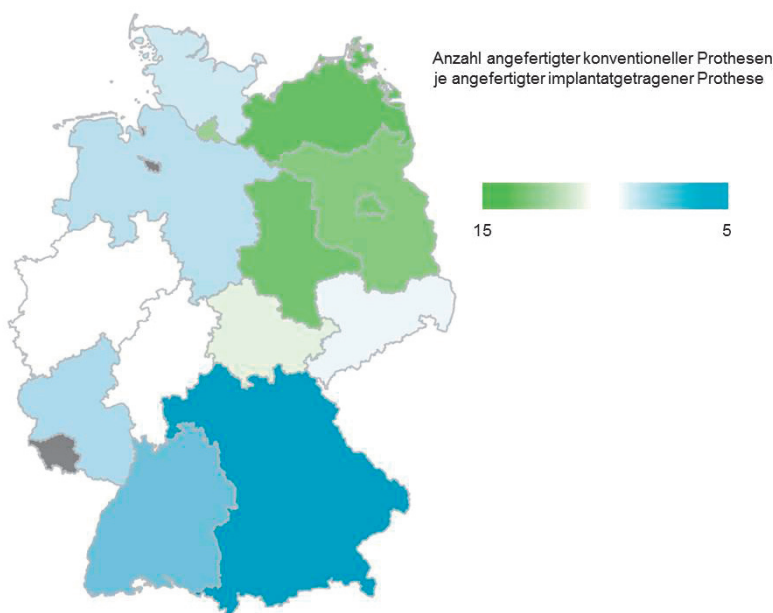 Anzahl angefertigter konventioneller Prothesen
je angefertigter implantatgetragener Prothese
15 5